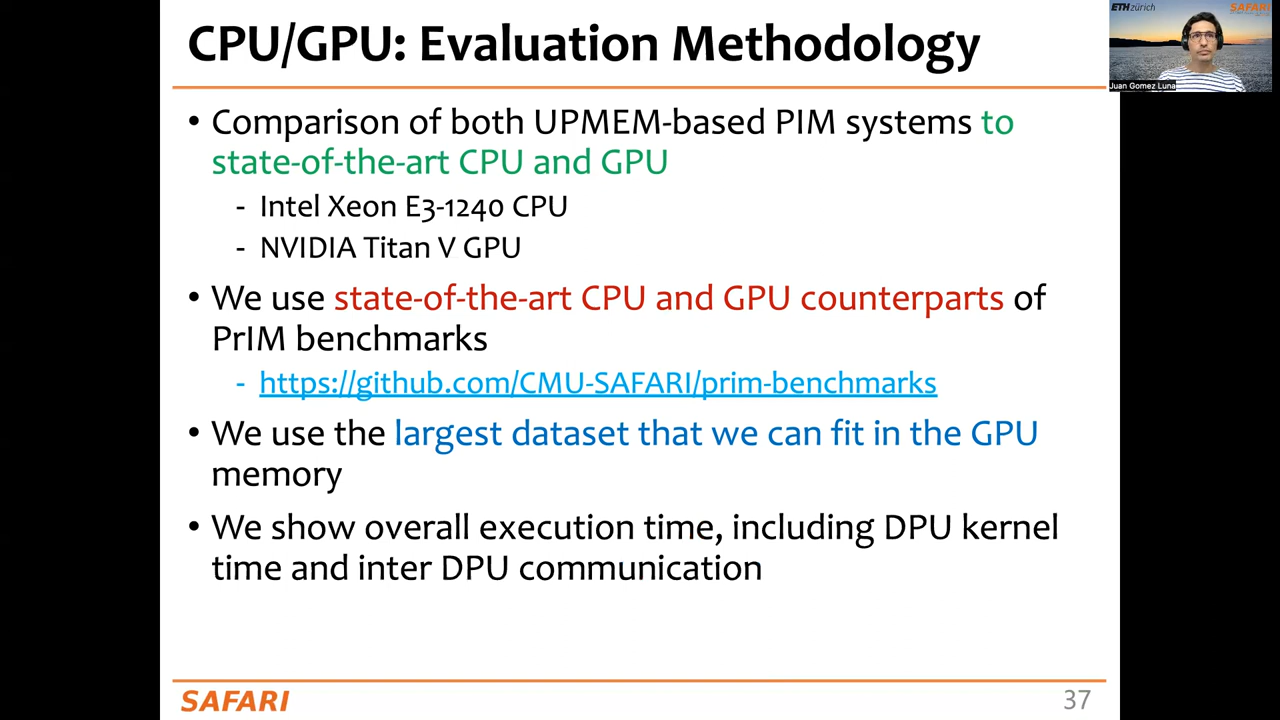 CPU/GPU: Evaluation Methodology
ETH zürich
SAFARI
Juan Gomez Luna
• Comparison of both UPMEM-based PIM systems to
state-of-the-art CPU and GPU
- Intel Xeon E3-1240 CPU
- NVIDIA Titan V GPU
• We use state-of-the-art CPU and GPU counterparts of
PrIM benchmarks
- https://github.com/CMU-SAFARI/prim-benchmarks
• We use the largest dataset that we can fit in the GPU
memory
• We show overall execution time, including DPU kernel
time and inter DPU communication
SAFARI
37